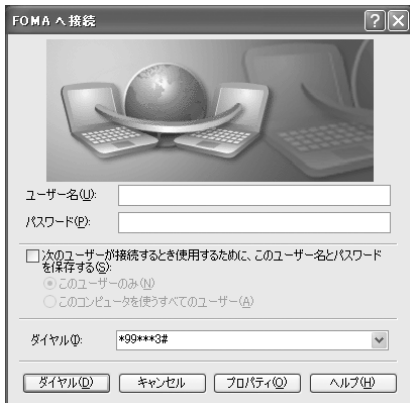 FOMA へ接続
ユーザー名(U):
パスワード(P):
次のユーザーが接続するとき使用するために、このユーザー名とパスワード
を保存する(S):
このユーザーのみ(N)
このコンピュータを使うすべてのユーザー(A)
ダイヤル(I): *99***3#
ダイヤル(D) キャンセル プロパティ(O) ヘルプ(H)